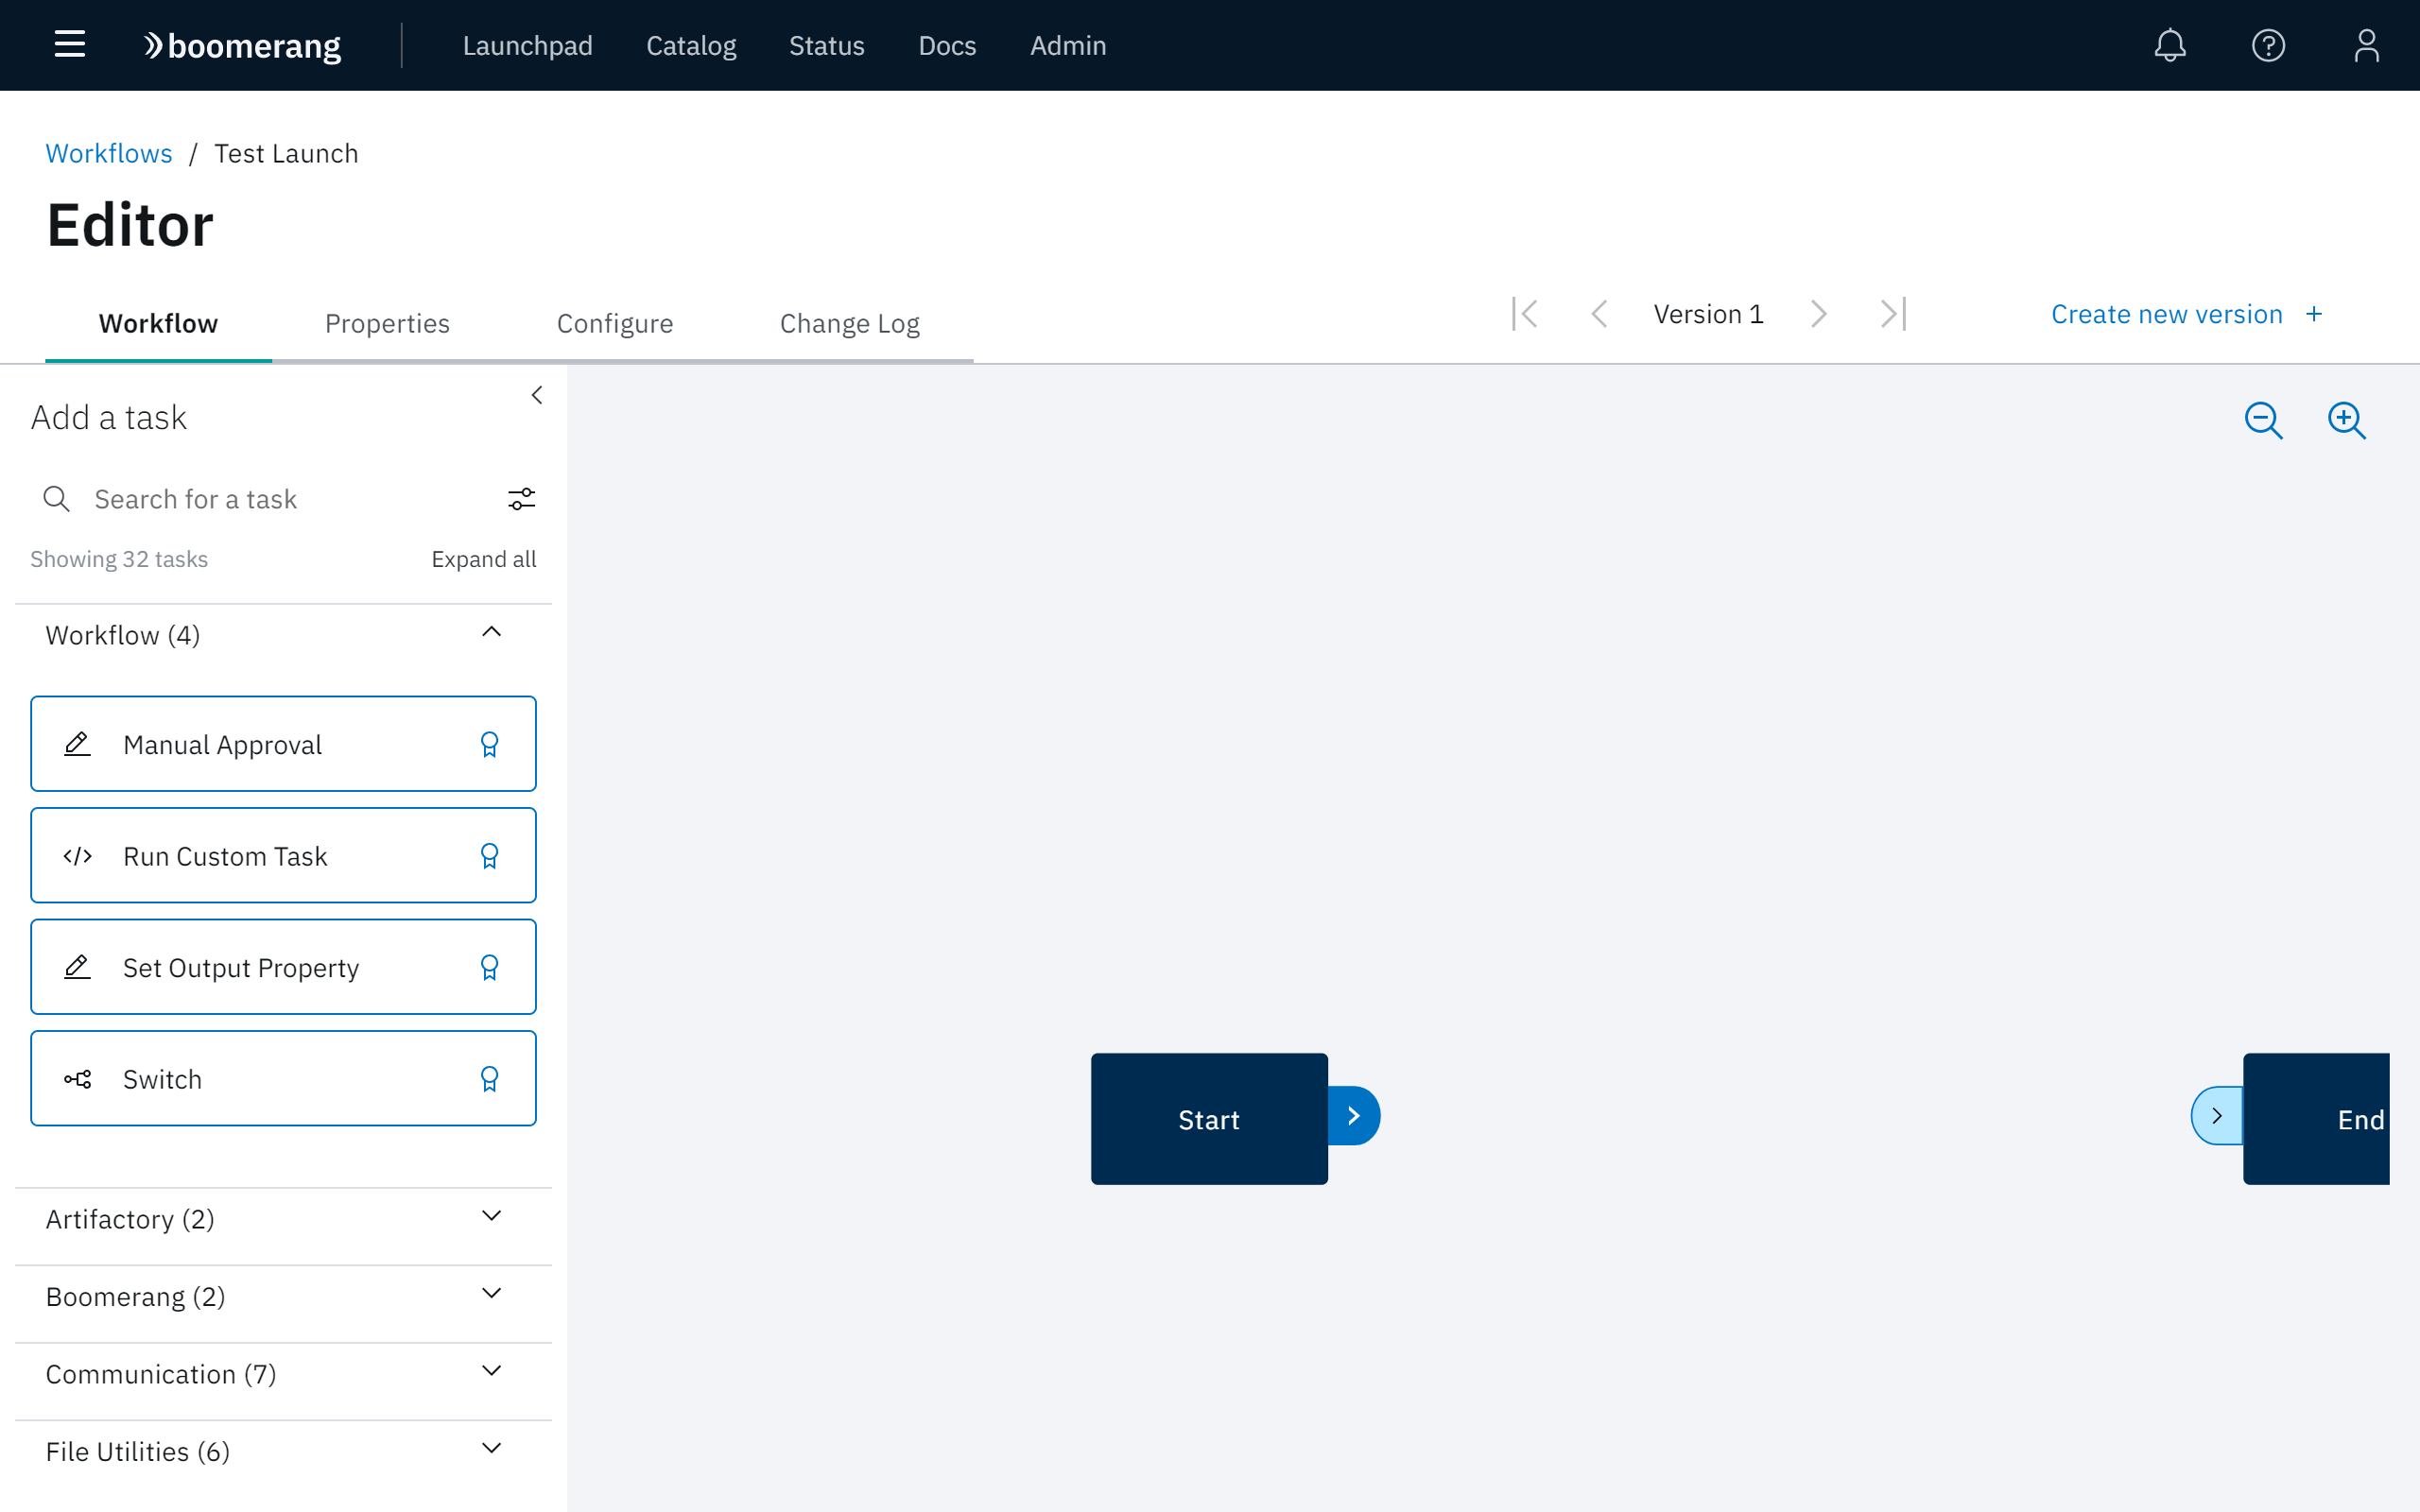 boomerang Launchpad Catalog Status Docs Admin
Workflows / Test Launch
Editor
Workflow Properties Configure Change Log Version 1 Create new version +
Add a task
Search for a task
Showing 32 tasks Expand all
Workflow (4)
Manual Approval
Run Custom Task
Set Output Property
Switch
Start End
Artifactory (2)
Boomerang (2)
Communication (7)
File Utilities (6)